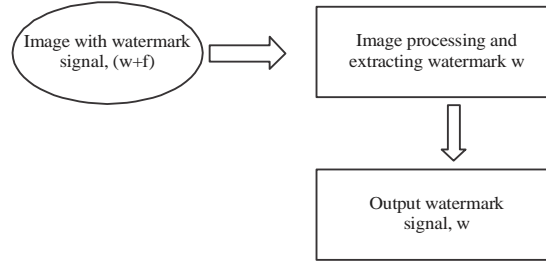 Image with watermark
signal, (w+f)
Image processing and
extracting watermark w
Output watermark
signal, w